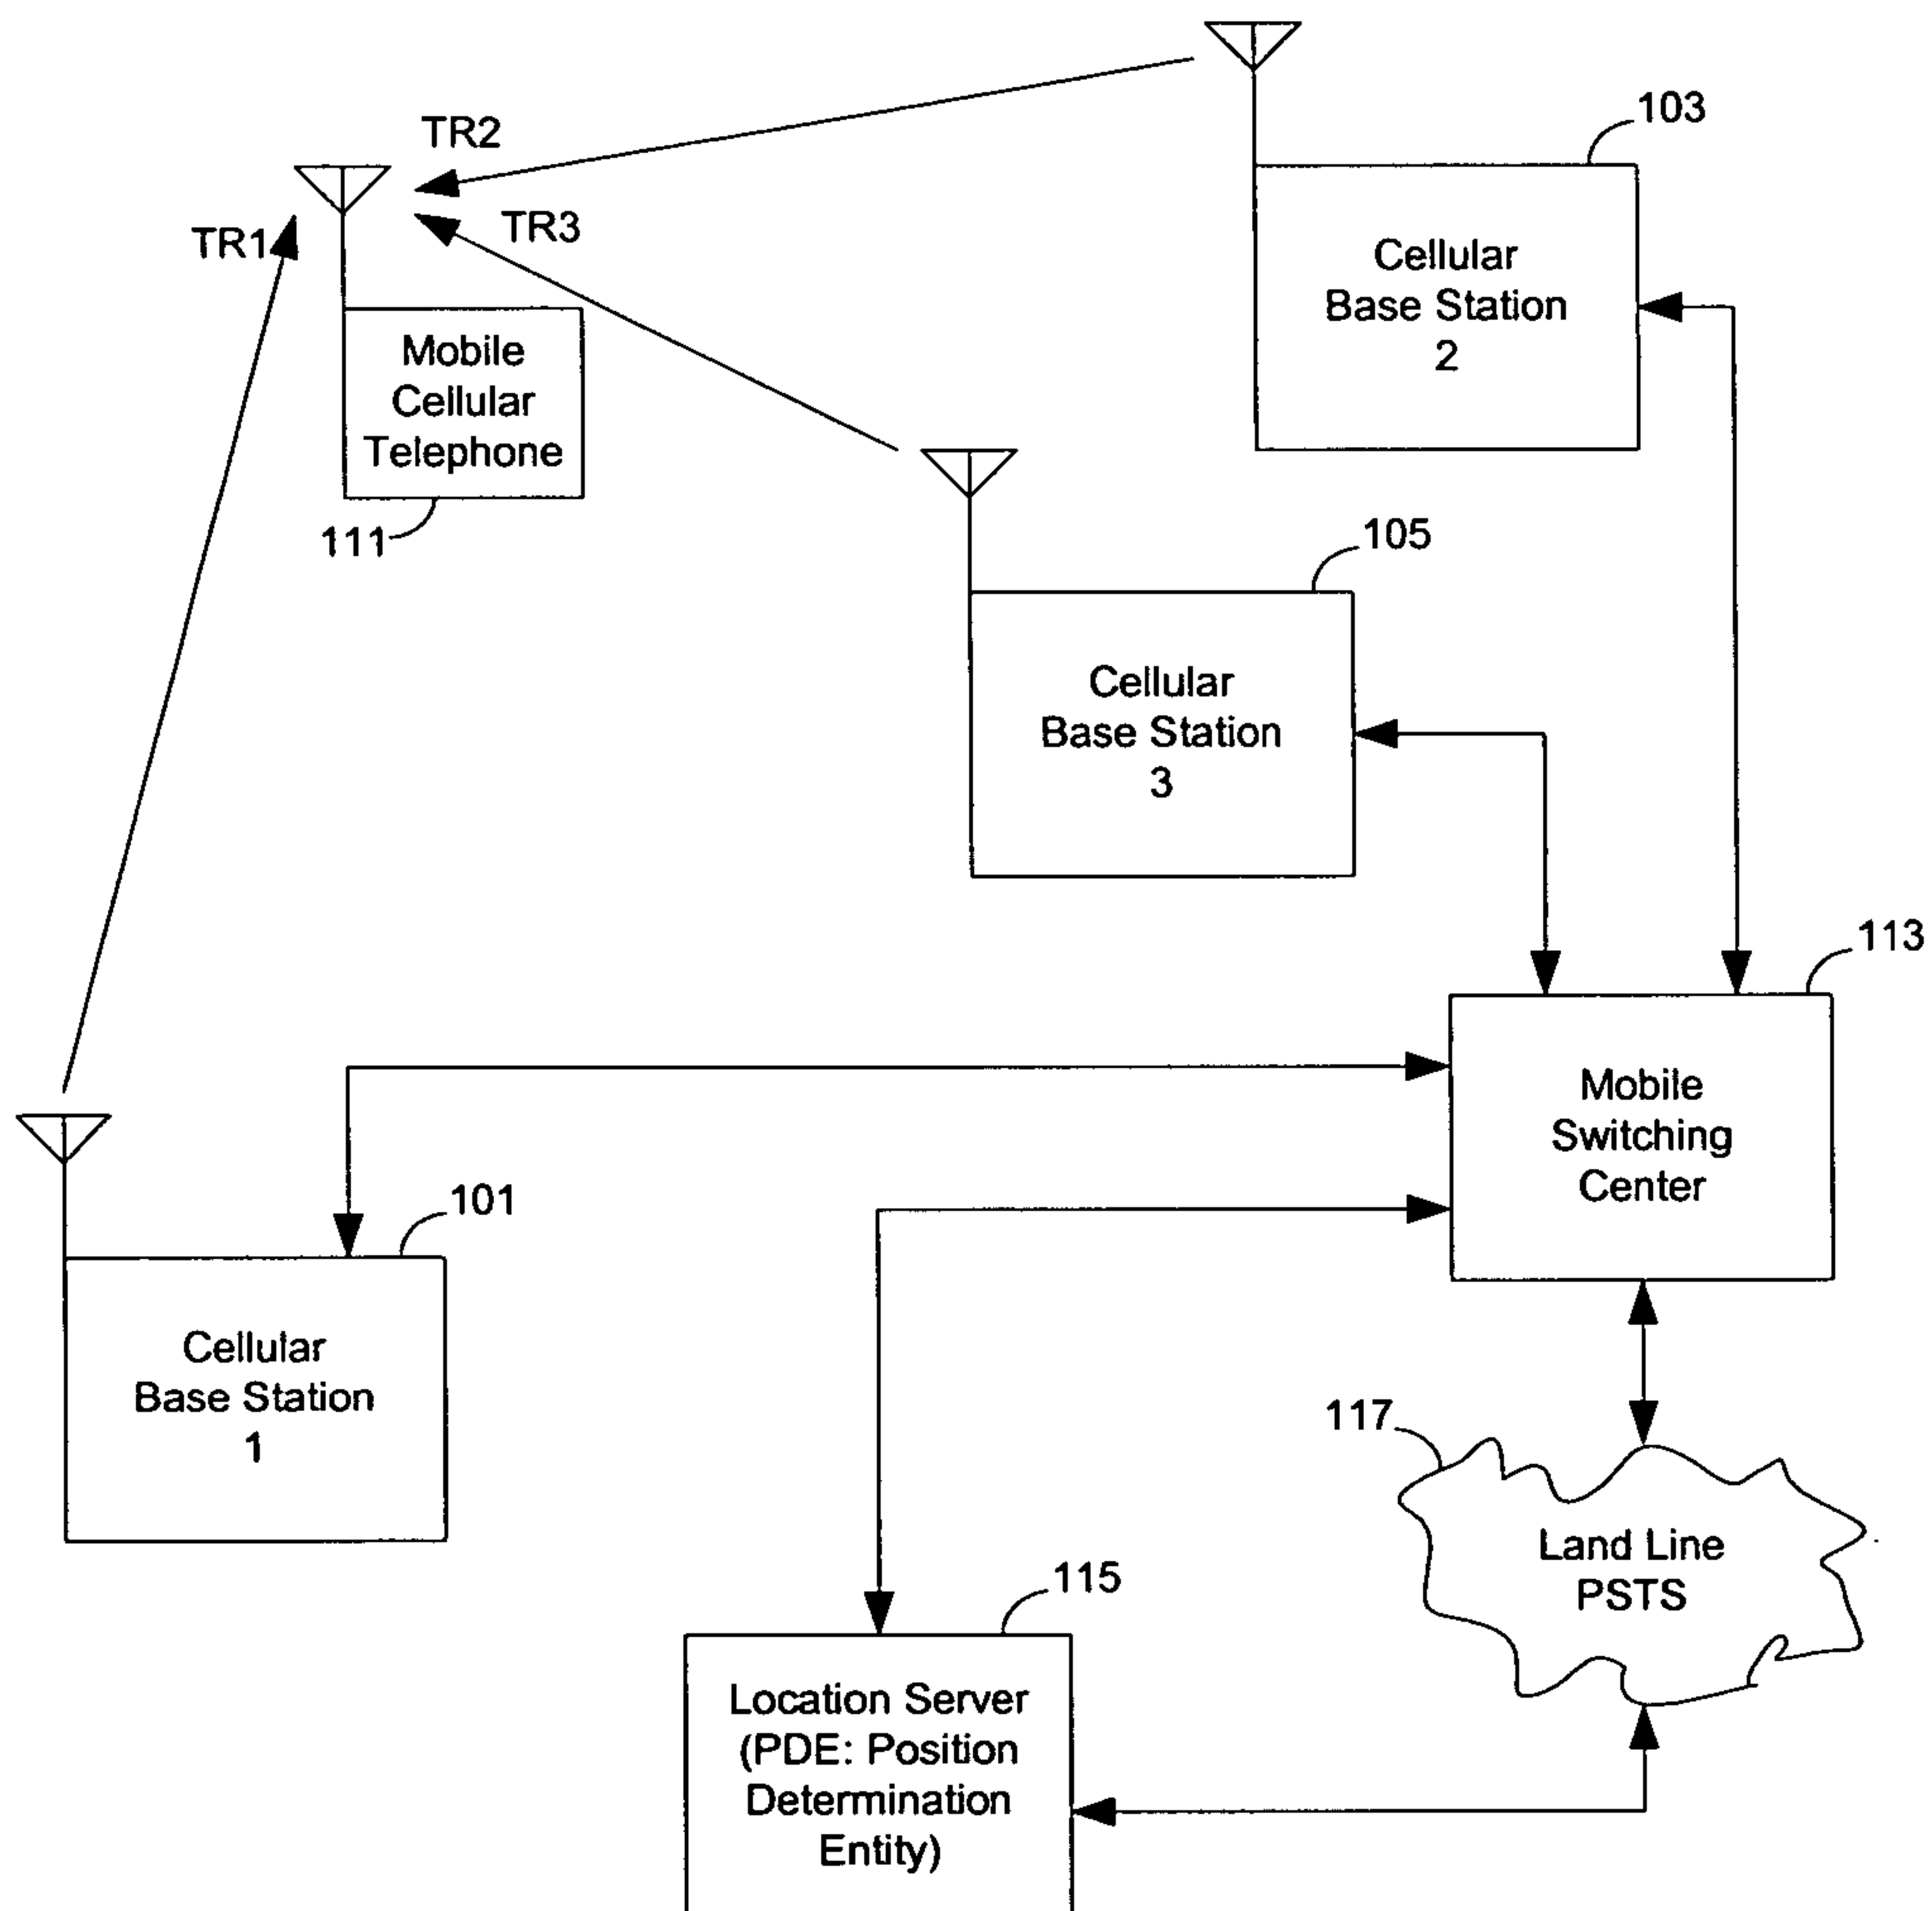 103
TR2
TR1
TR3
Cellular
Base Station
2
Mobile
Cellular
Telephone
111
105
Cellular
Base Station
3
113
Mobile
Switching
Center
101
Cellular
Base Station
1
117
Land Line
PSTS
115
Location Server
(PDE: Position
Determination
Entity)